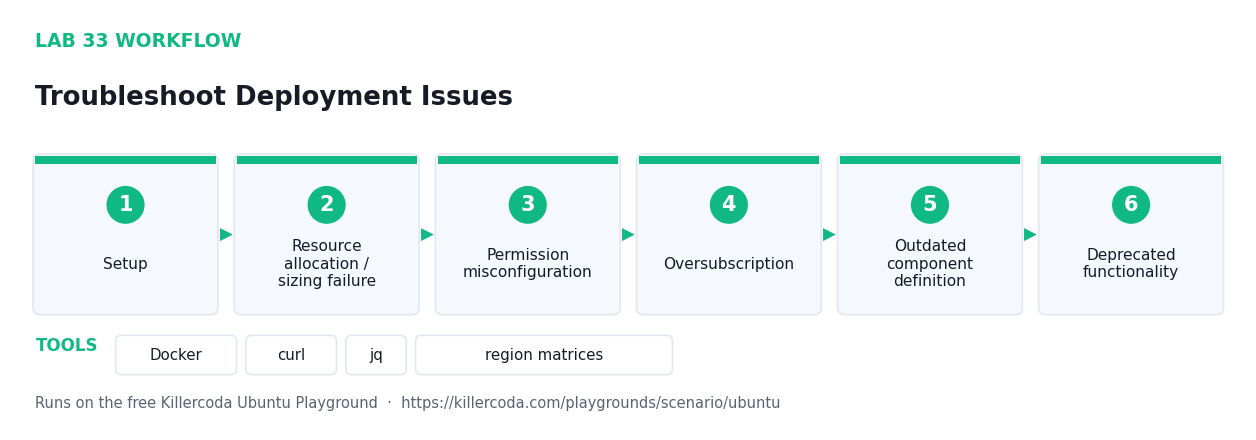 LAB 33 WORKFLOW
Troubleshoot Deployment Issues
1
Setup
2
Resource
allocation /
sizing failure
3
Permission
misconfiguration
4
Oversubscription
5
Outdated
component
definition
6
Deprecated
functionality
TOOLS
Docker
curl
jq
region matrices
Runs on the free Killercoda Ubuntu Playground · https://killercoda.com/playgrounds/scenario/ubuntu